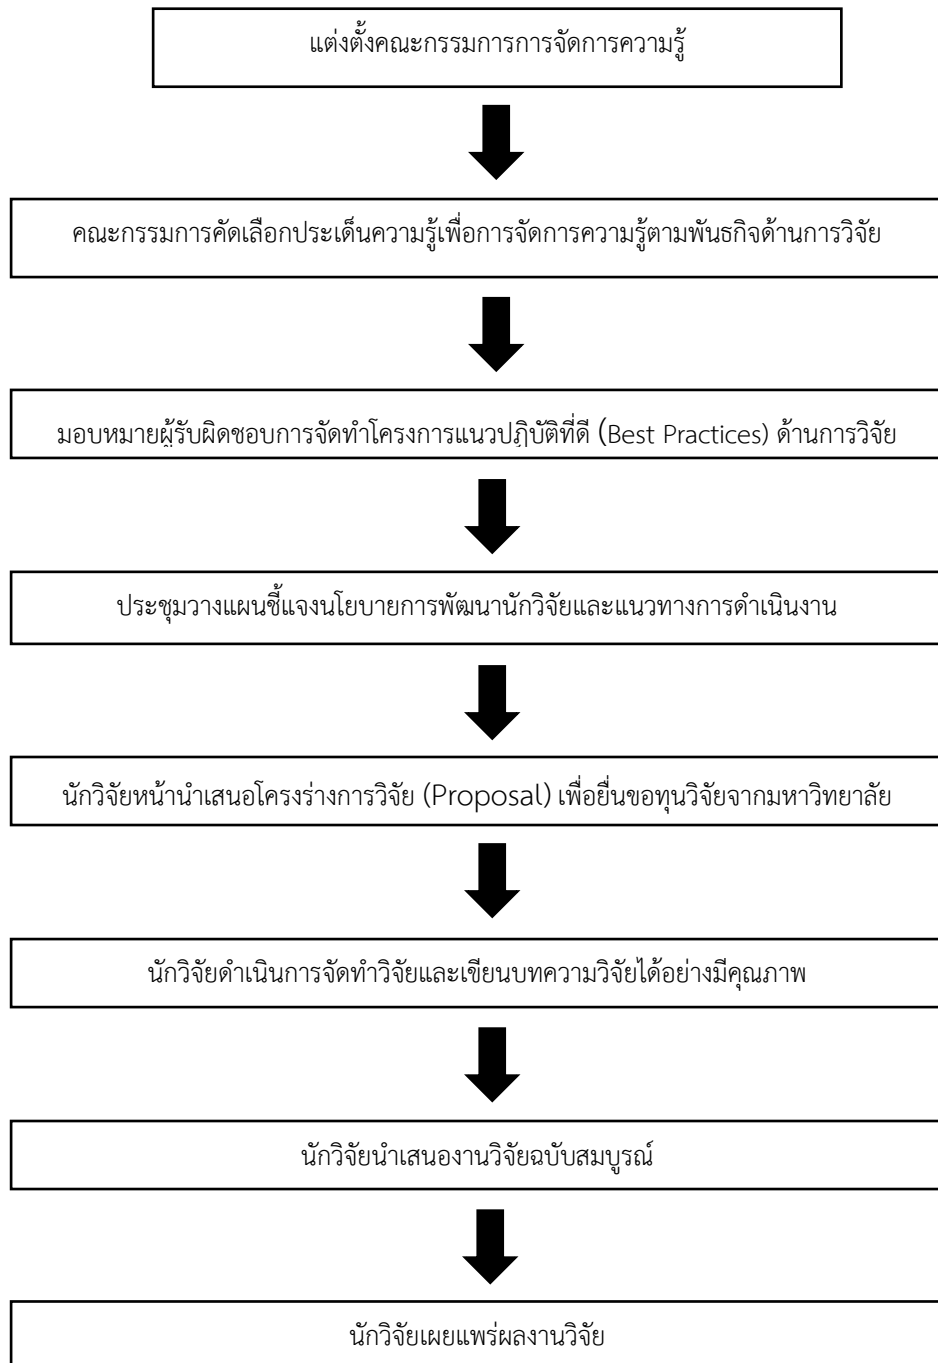 แต่งตั้งคณะกรรมการการจัดการความรู้
คณะกรรมการคัดเลือกประเด็นความรู้เพื่อการจัดการความรู้ตามพันธกิจด้านการวิจัย
มอบหมายผู้รับผิดชอบการจัดทำโครงการแนวปฏิบัติที่ดี (Best Practices) ด้านการวิจัย
ประชุมวางแผนชี้แจงนโยบายการพัฒนานักวิจัยและแนวทางการดำเนินงาน
นักวิจัยหน้านำเสนอโครงร่างการวิจัย (Proposal) เพื่อยื่นขอทุนวิจัยจากมหาวิทยาลัย
นักวิจัยดำเนินการจัดทำวิจัยและเขียนบทความวิจัยได้อย่างมีคุณภาพ
นักวิจัยนำเสนองานวิจัยฉบับสมบูรณ์
นักวิจัยเผยแพร่ผลงานวิจัย